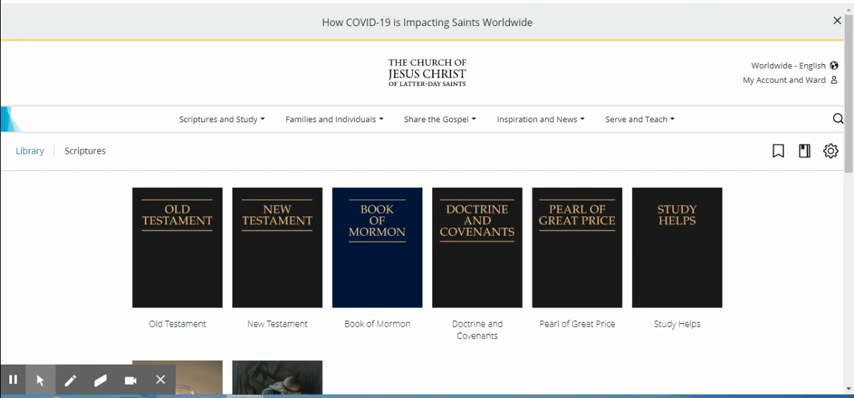 How COVID-19 is Impacting Saints Worldwide
THE CHURCH OF
JESUS CHRIST
OF LATTER-DAY SAINTS
Worldwide - English
My Account and Ward
Scriptures and Study
Families and Individuals
Share the Gospel
Inspiration and News
Serve and Teach
Library
Scriptures
OLD
TESTAMENT
NEW
TESTAMENT
BOOK
OF
MORMON
DOCTRINE
AND
COVENANTS
PEARL OF
GREAT PRICE
STUDY
HELPS
Old Testament
New Testament
Book of Mormon
Doctrine and
Covenants
Pearl of Great Price
Study Helps